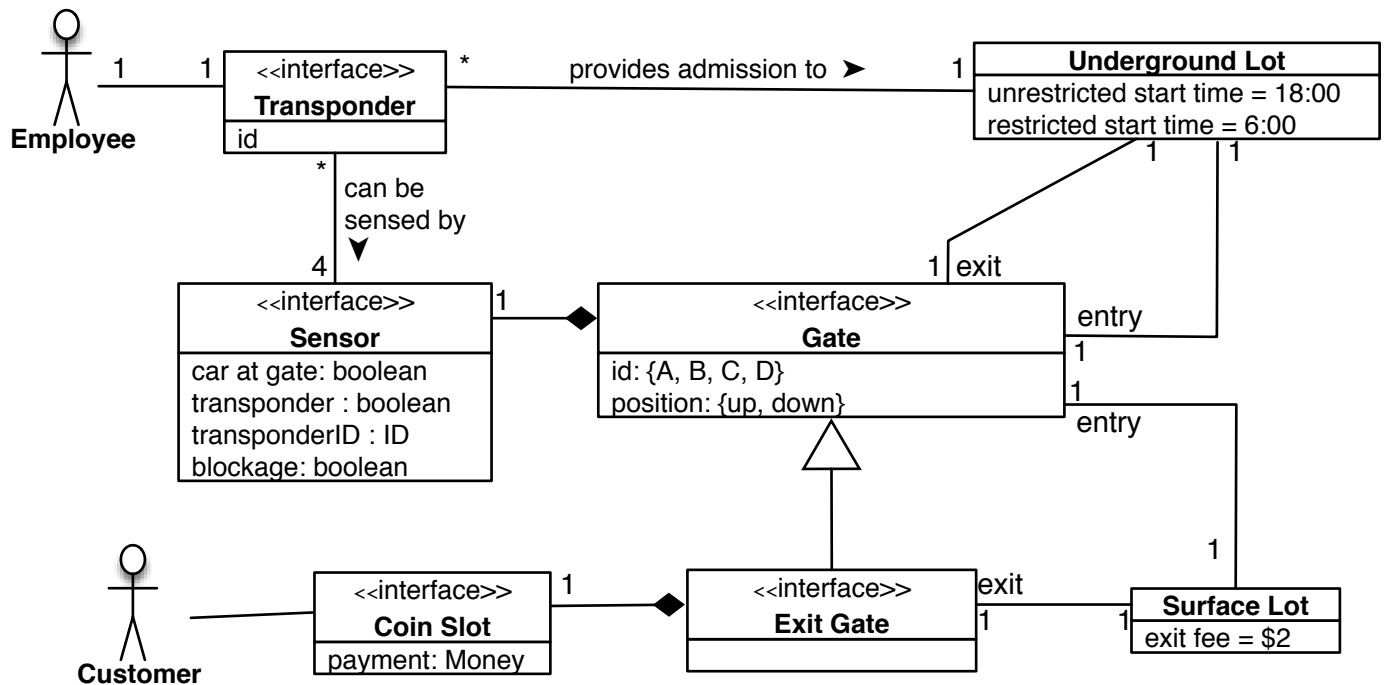 Employee
1
1
<<interface>>
Transponder
id
*
provides admission to ➤
1
Underground Lot
unrestricted start time = 18:00
restricted start time = 6:00
1
1
*
can be
sensed by
4
1 exit
<<interface>>
Sensor
car at gate: boolean
transponder : boolean
transponderID : ID
blockage: boolean
1
<<interface>>
Gate
id: {A, B, C, D}
position: {up, down}
entry
1
1
entry
1
Customer
<<interface>>
Coin Slot
payment: Money
1
<<interface>>
Exit Gate
exit
1
1
Surface Lot
exit fee = $2